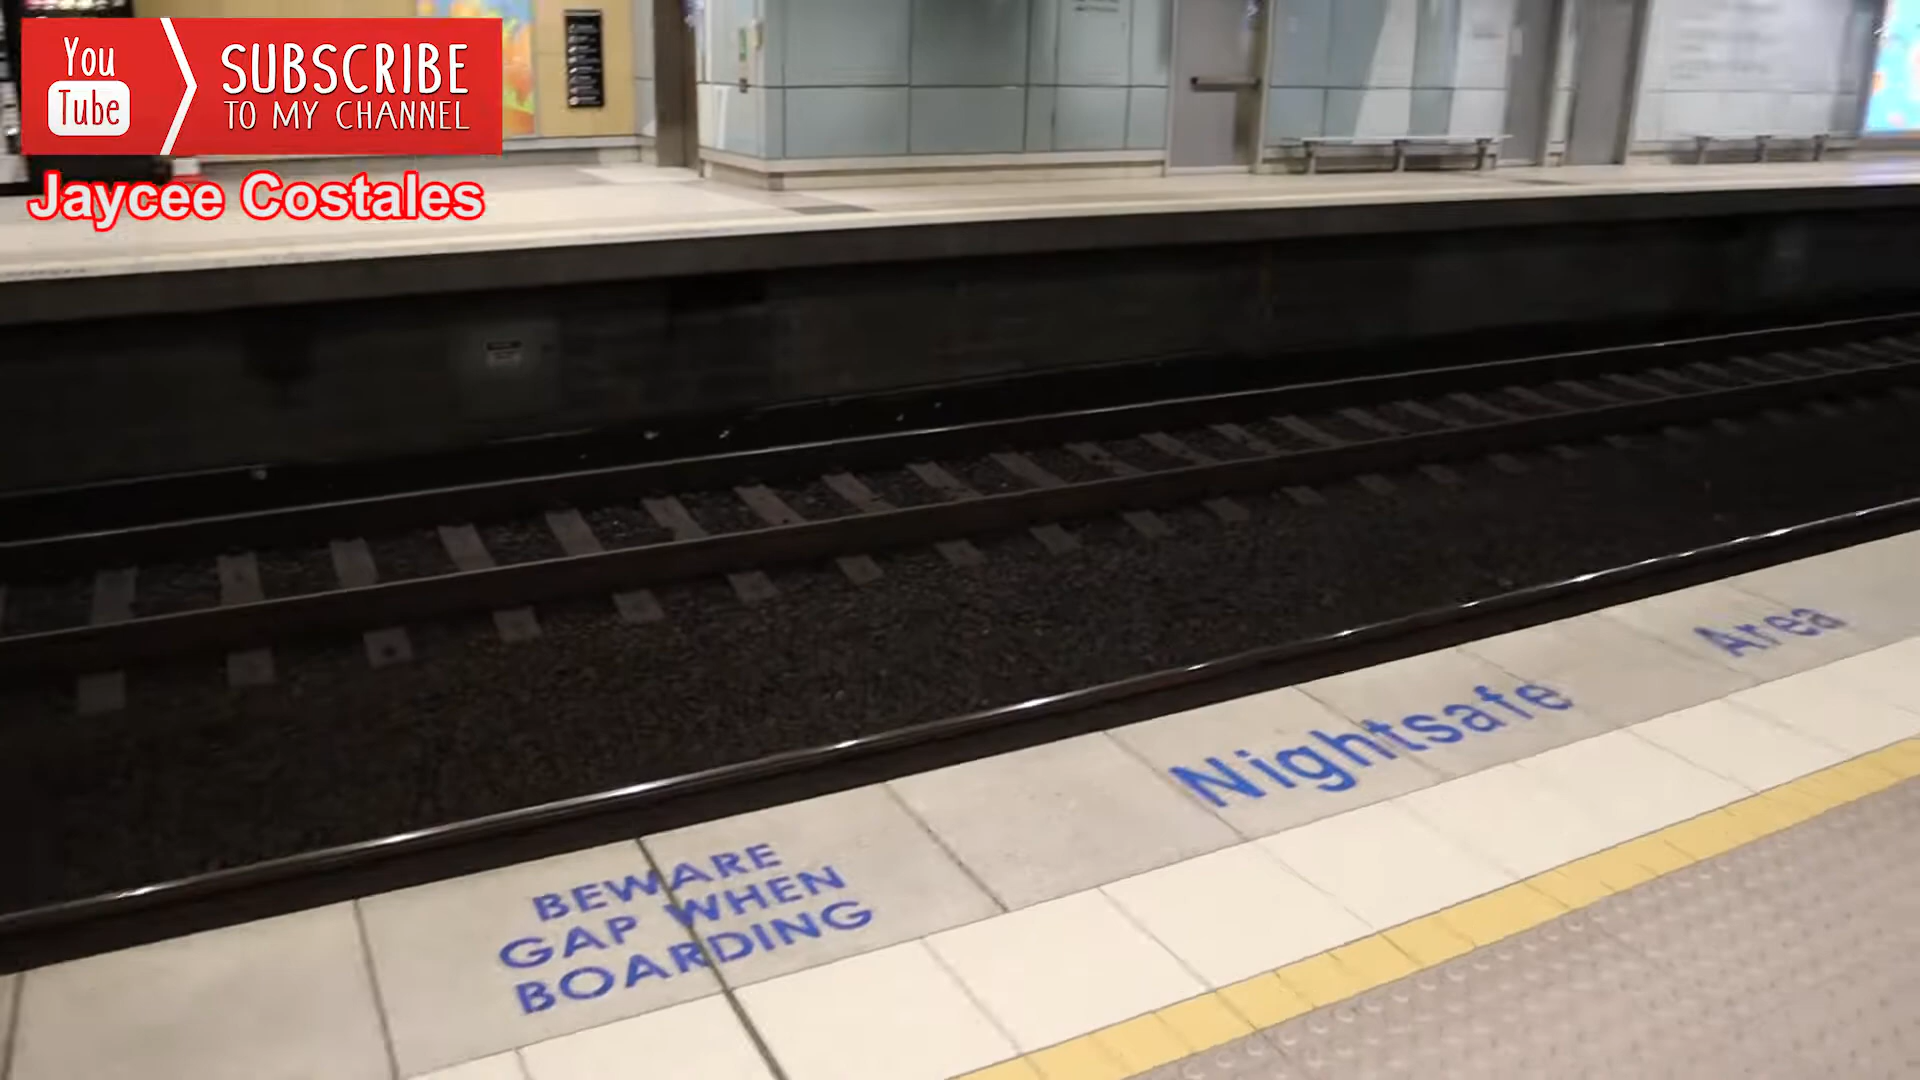 You
Tube
SUBSCRIBE
TO MY CHANNEL
Jaycee Costales
Nightsafe Area
BEWARE
GAP WHEN
BOARDING